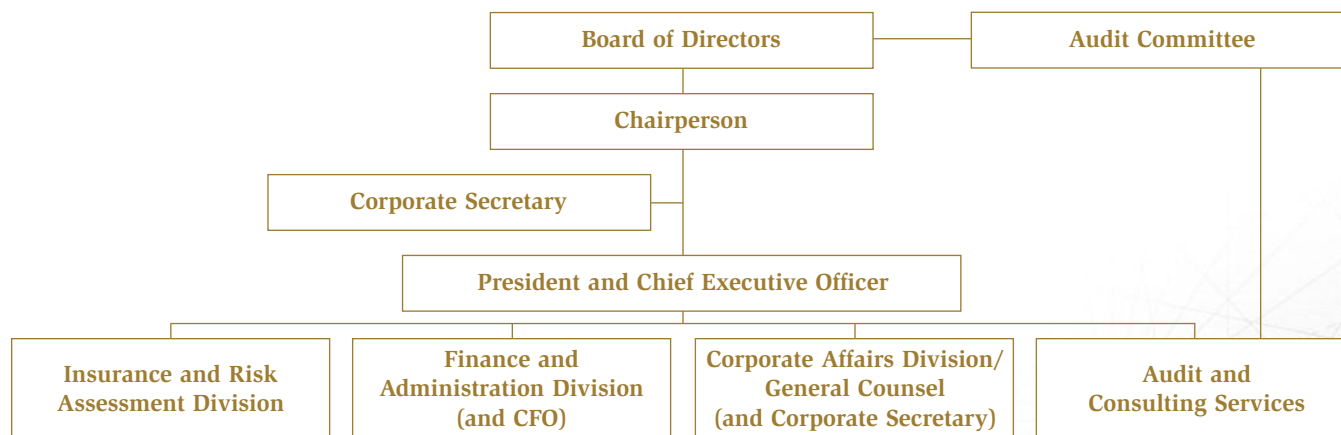 Board of Directors
Audit Committee
Chairperson
Corporate Secretary
President and Chief Executive Officer
Insurance and Risk
Assessment Division
Finance and
Administration Division
(and CFO)
Corporate Affairs Division/
General Counsel
(and Corporate Secretary)
Audit and
Consulting Services